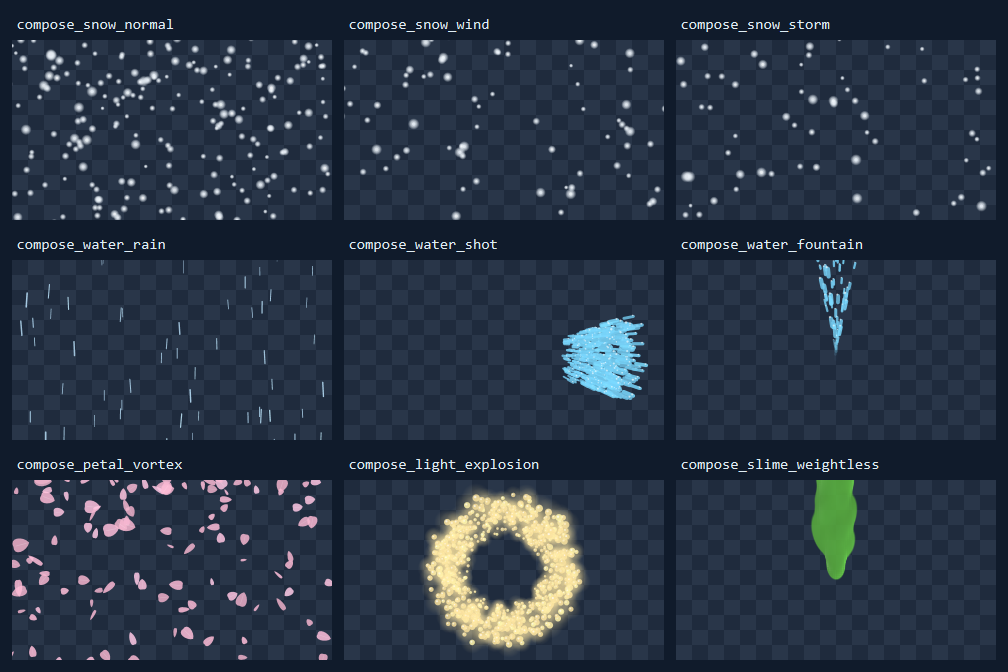 compose_snow_normal
compose_snow_wind
compose_snow_storm
compose_water_rain
compose_water_shot
compose_water_fountain
compose_petal_vortex
compose_light_explosion
compose_slime_weightless